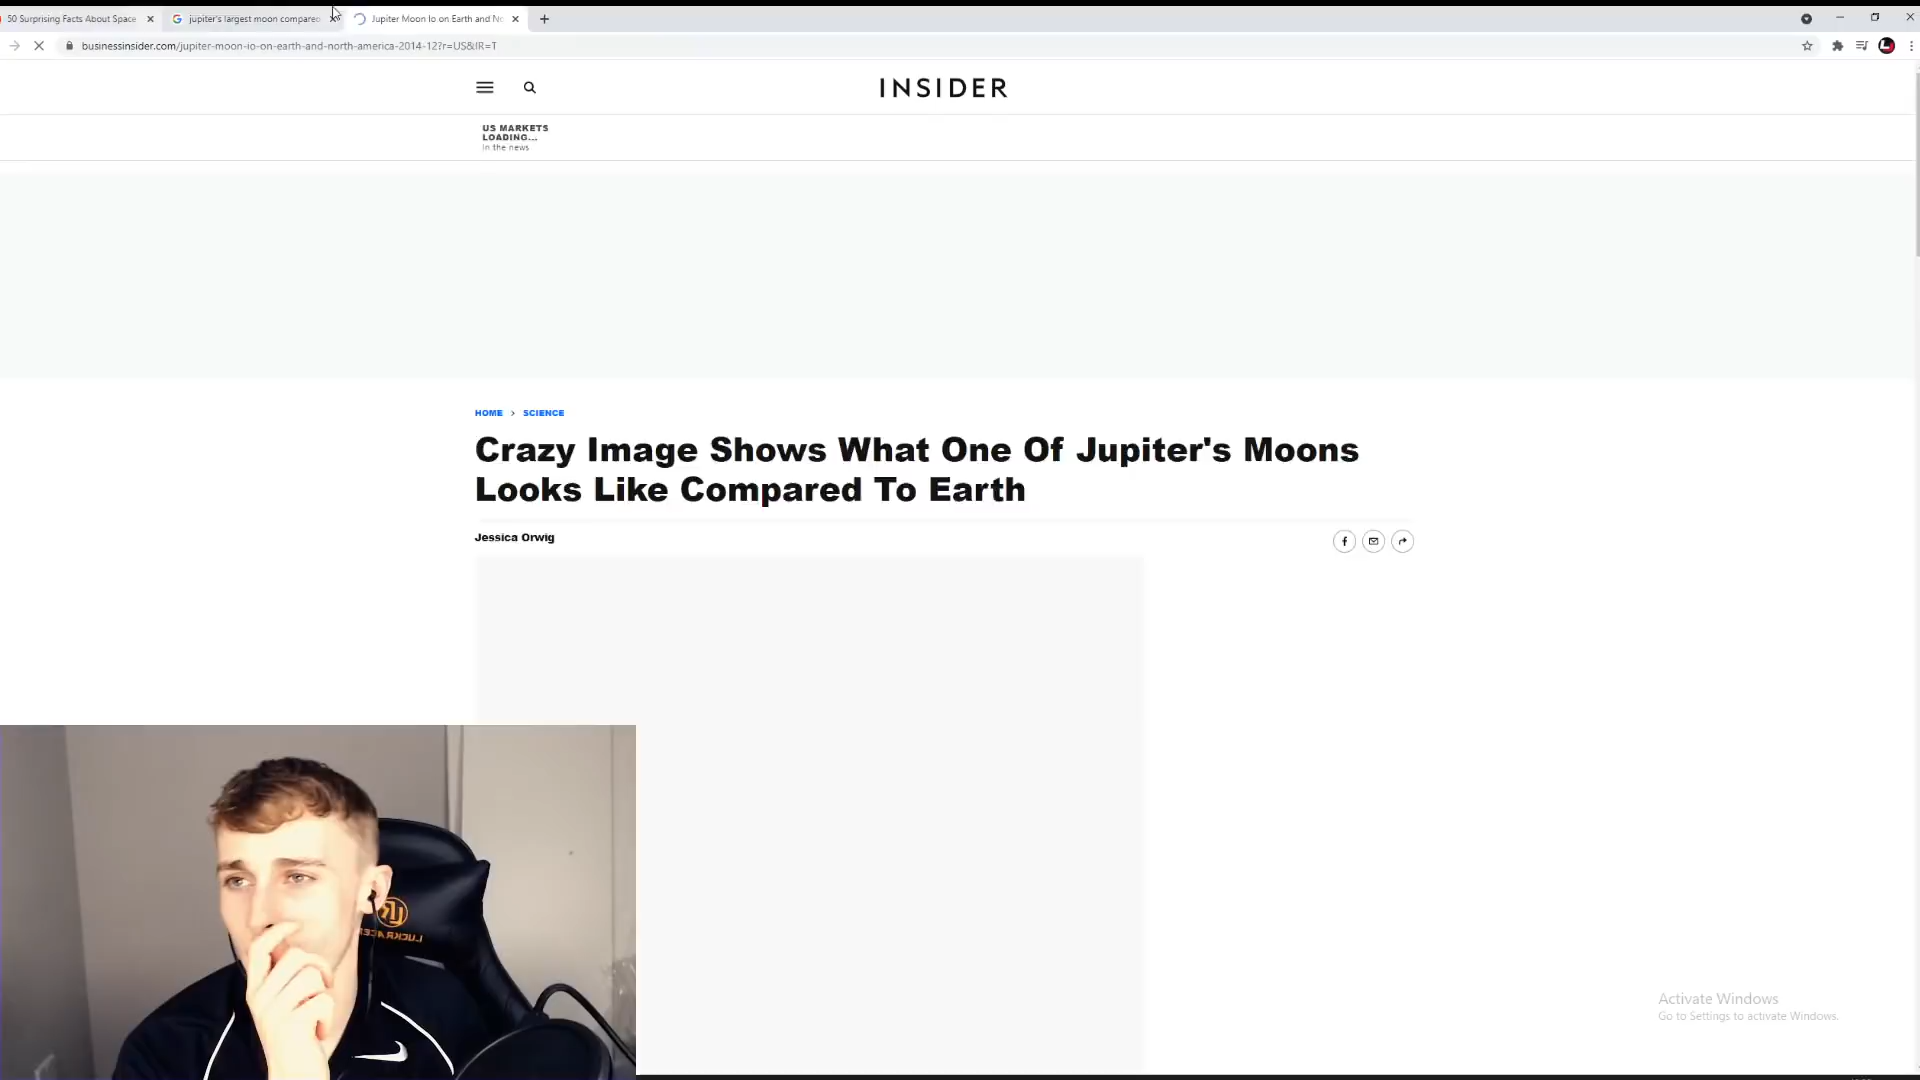 50 Surprising Facts About Space
jupiter's largest moon compared
Jupiter Moon Io on Earth and No
businessinsider.com/jupiter-moon-io-on-earth-and-north-america-2014-12?r=US&IR=T
INSIDER
US MARKETS
LOADING...
In the news
HOME > SCIENCE
Crazy Image Shows What One Of Jupiter's Moons
Looks Like Compared To Earth
Jessica Orwig
LUCKRACER
Activate Windows
Go to Settings to activate Windows.